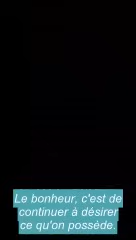 Le bonheur, c'est de
continuer à désirer
ce qu'on possède.